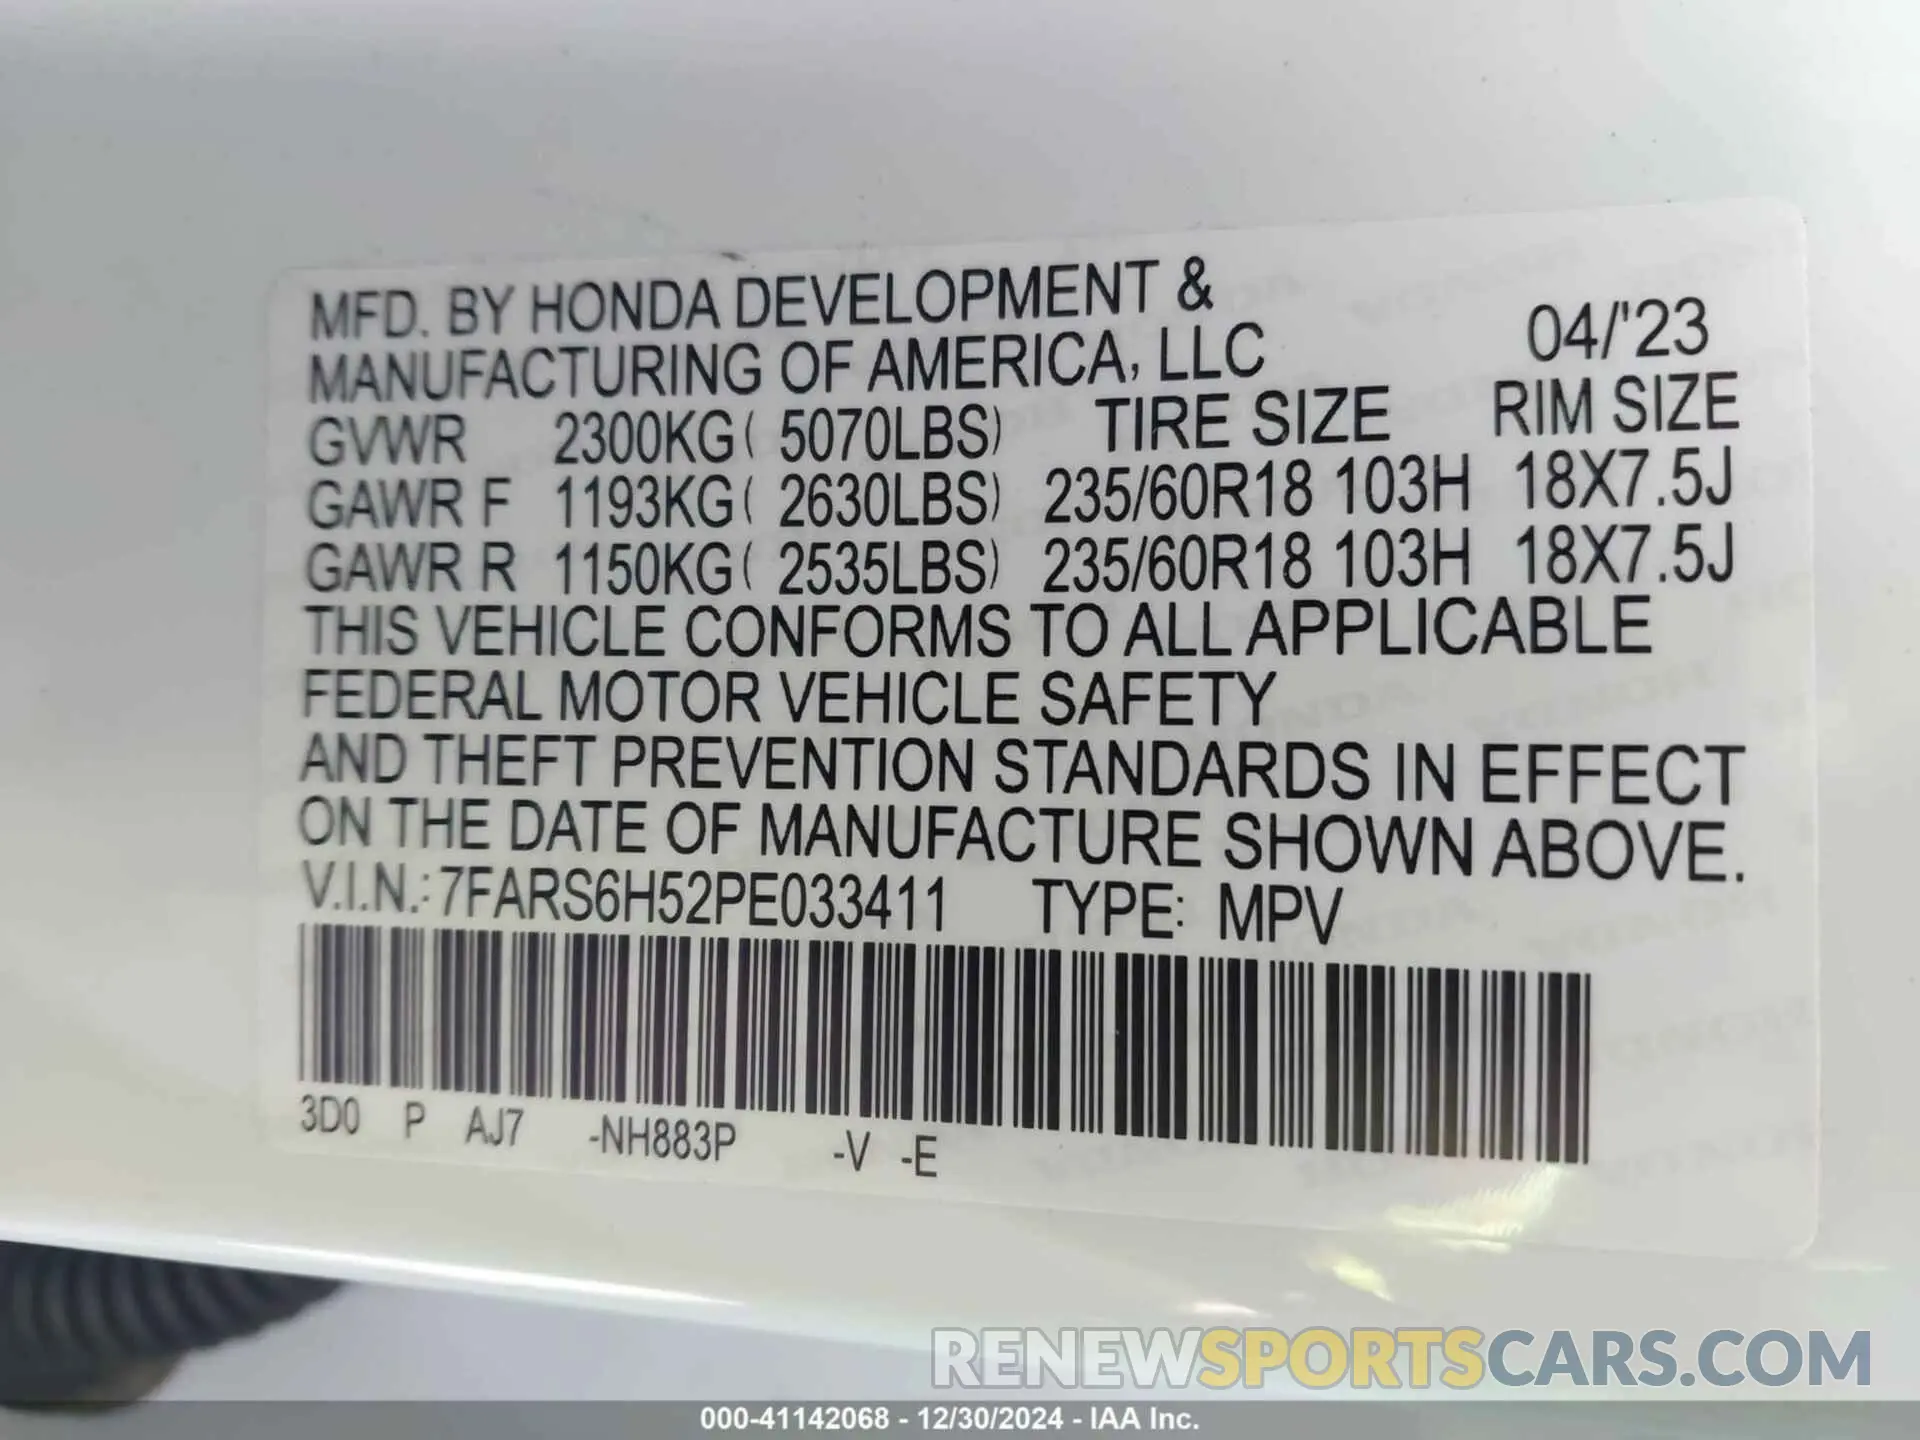 MFD. BY HONDA DEVELOPMENT &
MANUFACTURING OF AMERICA, LLC 04/'23
GVWR 2300KG( 5070LBS) TIRE SIZE RIM SIZE
GAWR F 1193KG( 2630LBS) 235/60R18 103H 18X7.5J
GAWR R 1150KG( 2535LBS) 235/60R18 103H 18X7.5J
THIS VEHICLE CONFORMS TO ALL APPLICABLE
FEDERAL MOTOR VEHICLE SAFETY
AND THEFT PREVENTION STANDARDS IN EFFECT
ON THE DATE OF MANUFACTURE SHOWN ABOVE.
V.I.N.: 7FARS6H52PE033411 TYPE: MPV
3D0 P AJ7 -NH883P -V -E
RENEWSPORTSCARS.COM
000-41142068 - 12/30/2024 - IAA Inc.